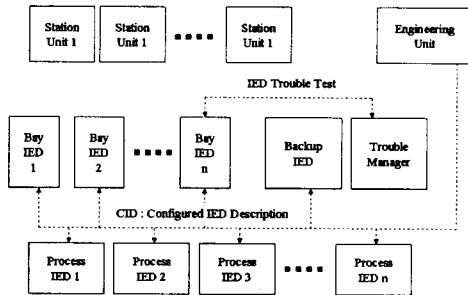 Station
Unit 1
Station
Unit 1
Station
Unit 1
Engineering
Unit
IED Trouble Test
Bay
IED
1
Bay
IED
2
Bay
IED
n
Backup
IED
Trouble
Manager
CID : Configured IED Description
Process
IED 1
Process
IED 2
Process
IED 3
Process
IED n